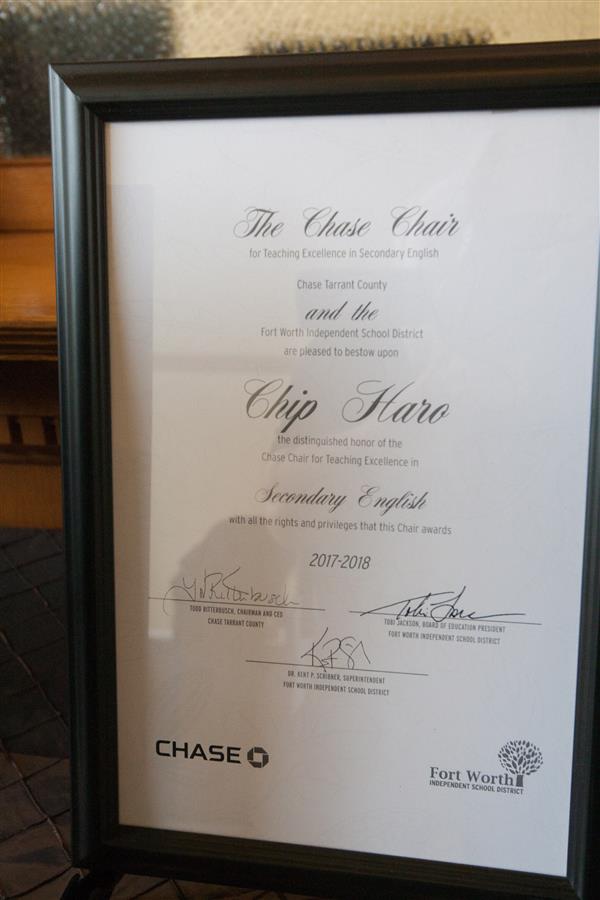 The Chase Chair
for Teaching Excellence in Secondary English
Chase Tarrant County
and the
Fort Worth Independent School District
are pleased to bestow upon
Chip Haro
the distinguished honor of the
Chase Chair for Teaching Excellence in
Secondary English
with all the rights and privileges that this Chair awards
2017-2018
TODD RITTERBUSCH, CHAIRMAN AND CEO
CHASE TARRANT COUNTY
TOBI JACKSON, BOARD OF EDUCATION PRESIDENT
FORT WORTH INDEPENDENT SCHOOL DISTRICT
DR. KENT P. SCRIBNER, SUPERINTENDENT
FORT WORTH INDEPENDENT SCHOOL DISTRICT
CHASE
Fort Worth
INDEPENDENT SCHOOL DISTRICT